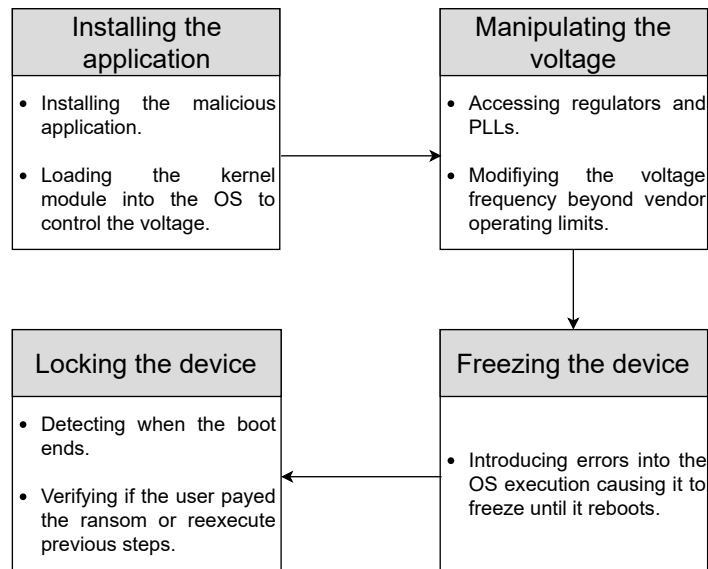 Installing the
application
• Installing the malicious
application.
• Loading the kernel
module into the OS to
control the voltage.
Manipulating the
voltage
• Accessing regulators and
PLLs.
• Modifiying the voltage
frequency beyond vendor
operating limits.
Freezing the device
• Introducing errors into the
OS execution causing it to
freeze until it reboots.
Locking the device
• Detecting when the boot
ends.
• Verifying if the user payed
the ransom or reexecute
previous steps.